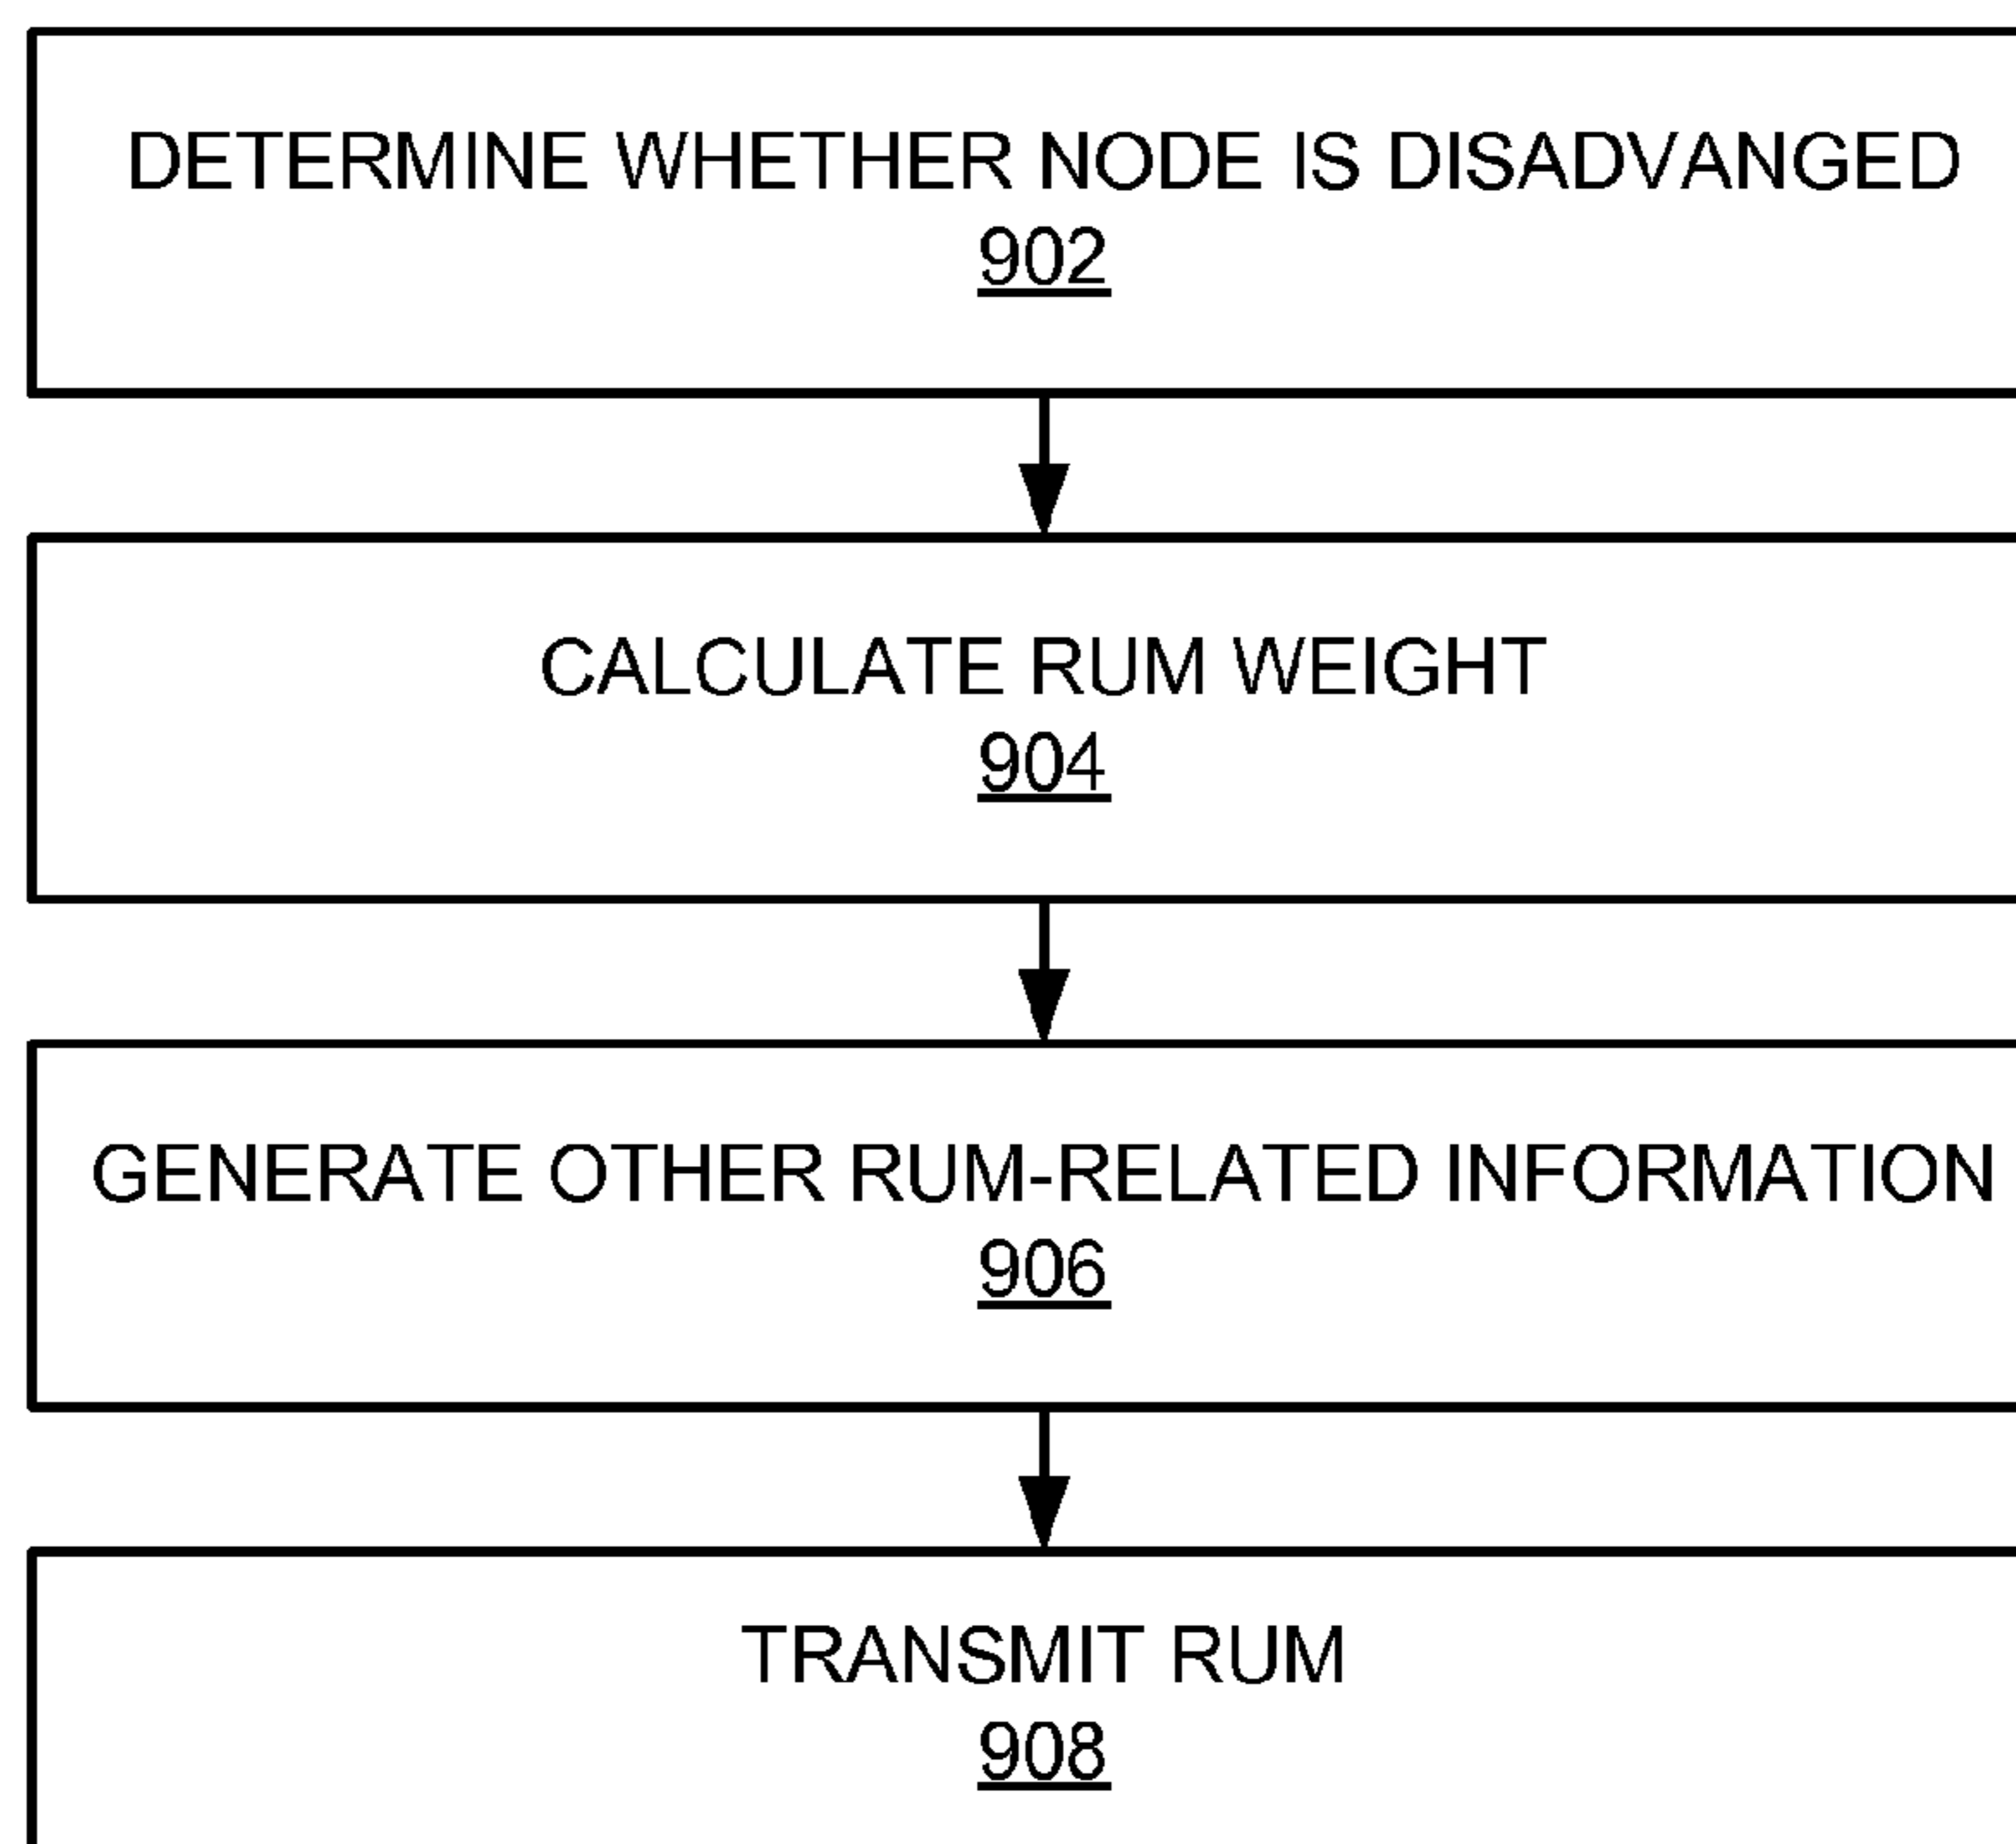 DETERMINE WHETHER NODE IS DISADVANGED
902
CALCULATE RUM WEIGHT
904
GENERATE OTHER RUM-RELATED INFORMATION
906
TRANSMIT RUM
908